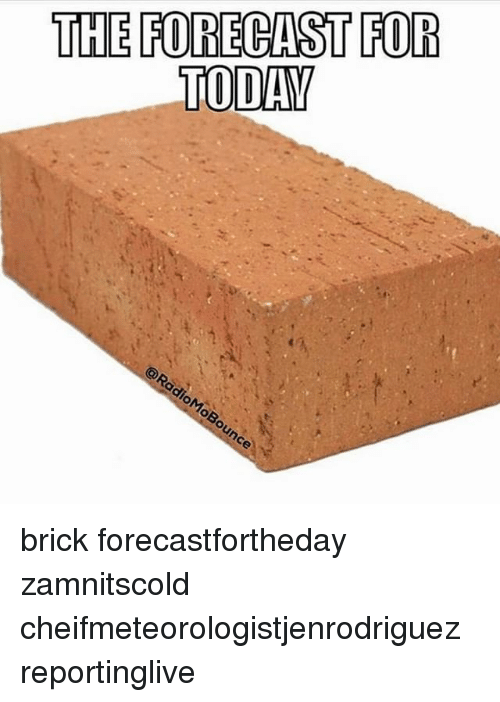 THE FORECAST FOR
TODAY
@RadioMoBounce
brick forecastfortheday
zamnitscold
cheifmeteorologistjenrodriguez
reportinglive